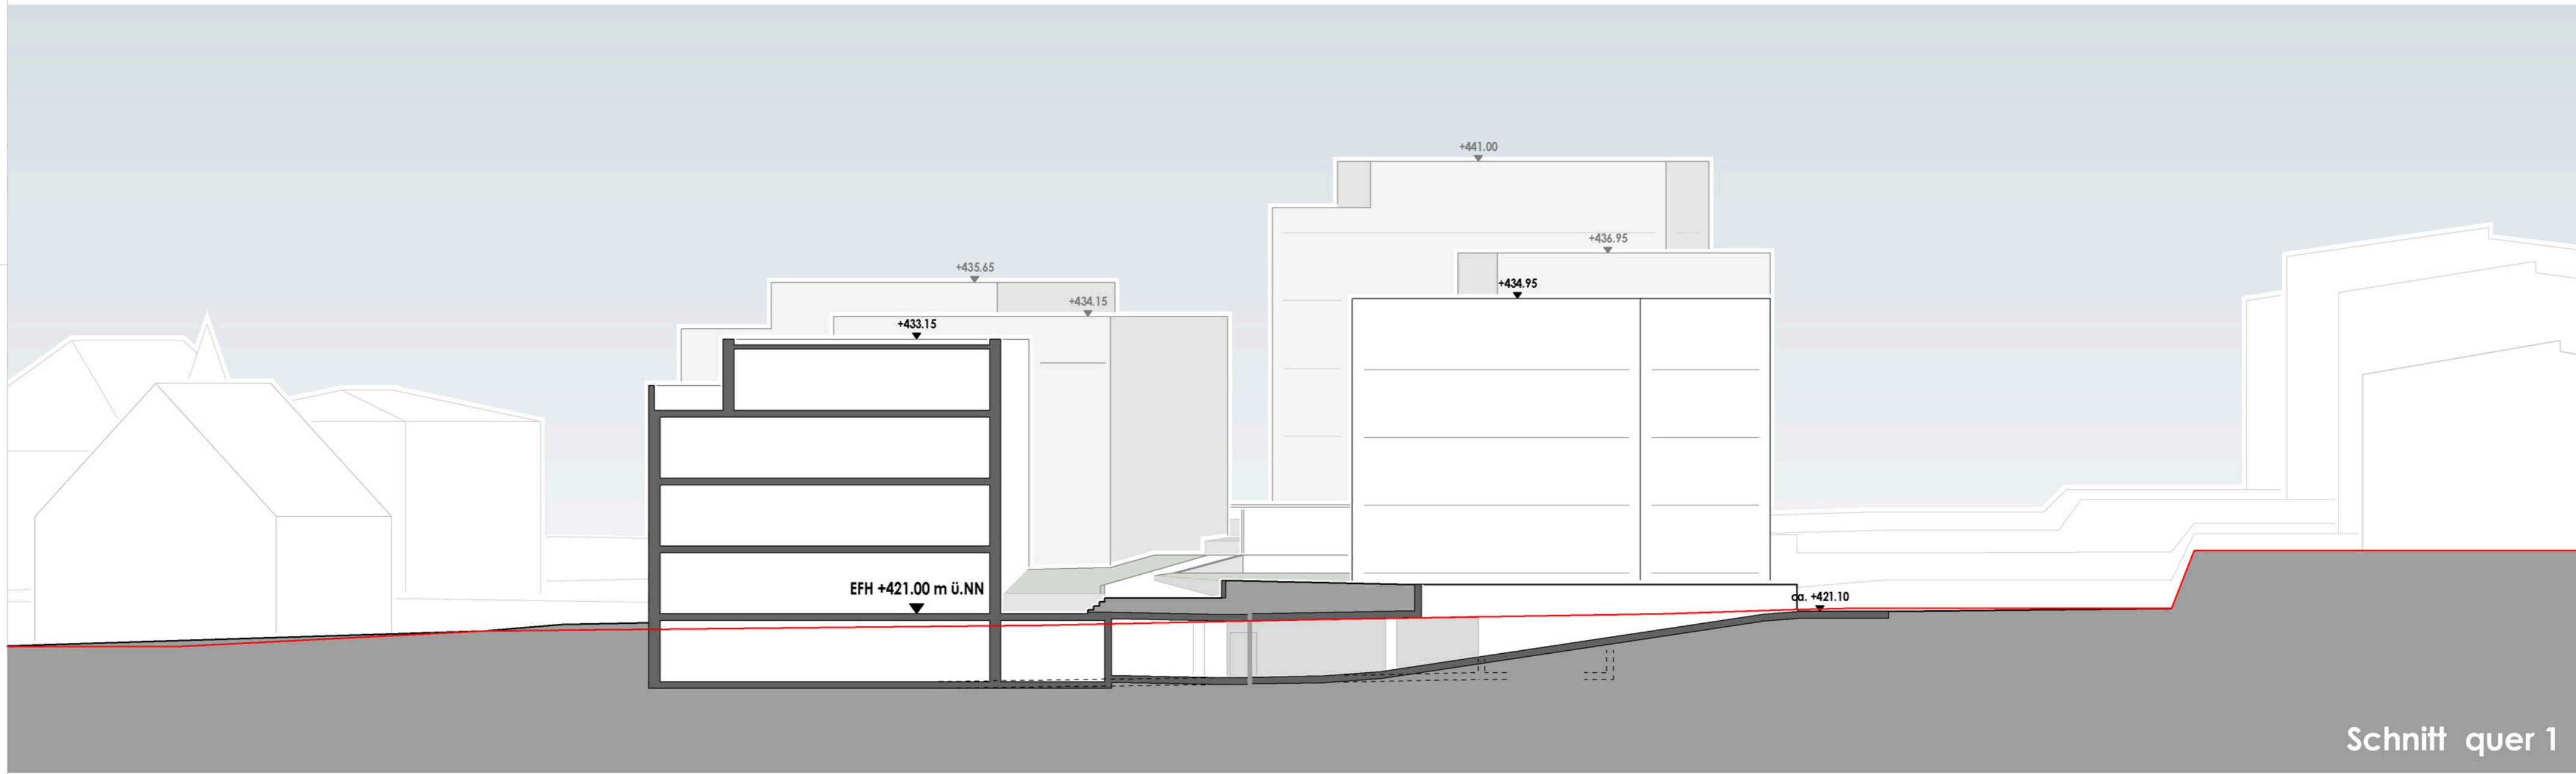 +441.00
+436.95
+435.65
+434.95
+434.15
+433.15
EFH +421.00 m ü.NN
ca. +421.10
Schnitt quer 1